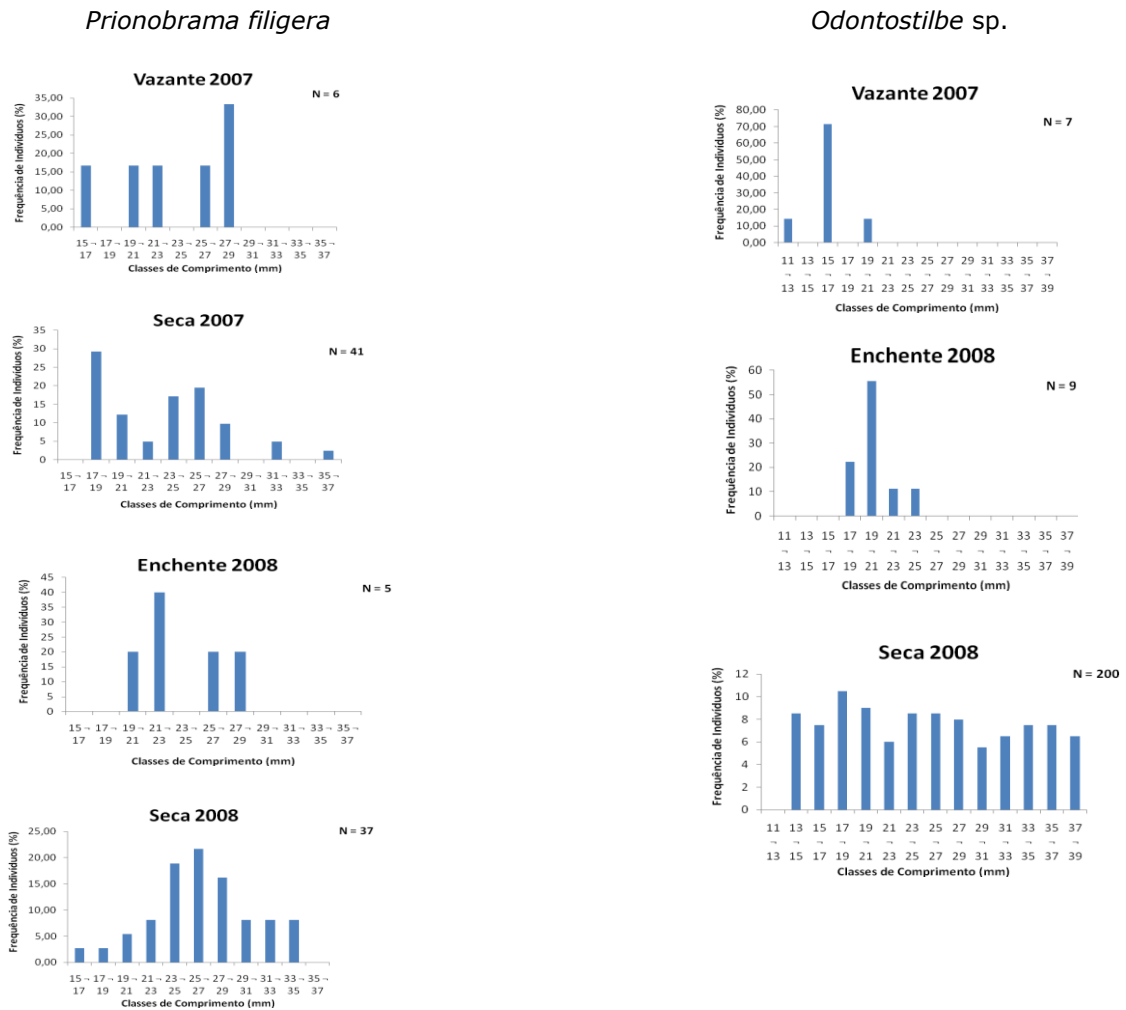 Prionobrama filigera
Odontostilbe sp.
Vazante 2007
N = 6
Frequência de Indivíduos (%)
35,00
30,00
25,00
20,00
15,00
10,00
5,00
0,00
15 ¬ 17 ¬ 19 ¬ 21 ¬ 23 ¬ 25 ¬ 27 ¬ 29 ¬ 31 ¬ 33 ¬ 35 ¬
17 19 21 23 25 27 29 31 33 35 37
Classes de Comprimento (mm)
Seca 2007
N = 41
Frequência de Indivíduos (%)
35
30
25
20
15
10
5
0
15 ¬ 17 ¬ 19 ¬ 21 ¬ 23 ¬ 25 ¬ 27 ¬ 29 ¬ 31 ¬ 33 ¬ 35 ¬
17 19 21 23 25 27 29 31 33 35 37
Classes de Comprimento (mm)
Enchente 2008
N = 5
Frequência de Indivíduos (%)
45
40
35
30
25
20
15
10
5
0
15 ¬ 17 ¬ 19 ¬ 21 ¬ 23 ¬ 25 ¬ 27 ¬ 29 ¬ 31 ¬ 33 ¬ 35 ¬
17 19 21 23 25 27 29 31 33 35 37
Classes de Comprimento (mm)
Seca 2008
N = 37
Frequência de Indivíduos (%)
25,00
20,00
15,00
10,00
5,00
0,00
15 ¬ 17 ¬ 19 ¬ 21 ¬ 23 ¬ 25 ¬ 27 ¬ 29 ¬ 31 ¬ 33 ¬ 35 ¬
17 19 21 23 25 27 29 31 33 35 37
Classes de Comprimento (mm)
Vazante 2007
N = 7
Frequência de Indivíduos (%)
80,00
70,00
60,00
50,00
40,00
30,00
20,00
10,00
0,00
11 13 15 17 19 21 23 25 27 29 31 33 35 37
¬ ¬ ¬ ¬ ¬ ¬ ¬ ¬ ¬ ¬ ¬ ¬ ¬ ¬
13 15 17 19 21 23 25 27 29 31 33 35 37 39
Classes de Comprimento (mm)
Enchente 2008
N = 9
Frequência de Indivíduos (%)
60
50
40
30
20
10
0
11 13 15 17 19 21 23 25 27 29 31 33 35 37
¬ ¬ ¬ ¬ ¬ ¬ ¬ ¬ ¬ ¬ ¬ ¬ ¬ ¬
13 15 17 19 21 23 25 27 29 31 33 35 37 39
Classes de Comprimento (mm)
Seca 2008
N = 200
Frequência de Indivíduos (%)
12
10
8
6
4
2
0
11 13 15 17 19 21 23 25 27 29 31 33 35 37
¬ ¬ ¬ ¬ ¬ ¬ ¬ ¬ ¬ ¬ ¬ ¬ ¬ ¬
13 15 17 19 21 23 25 27 29 31 33 35 37 39
Classes de Comprimento (mm)